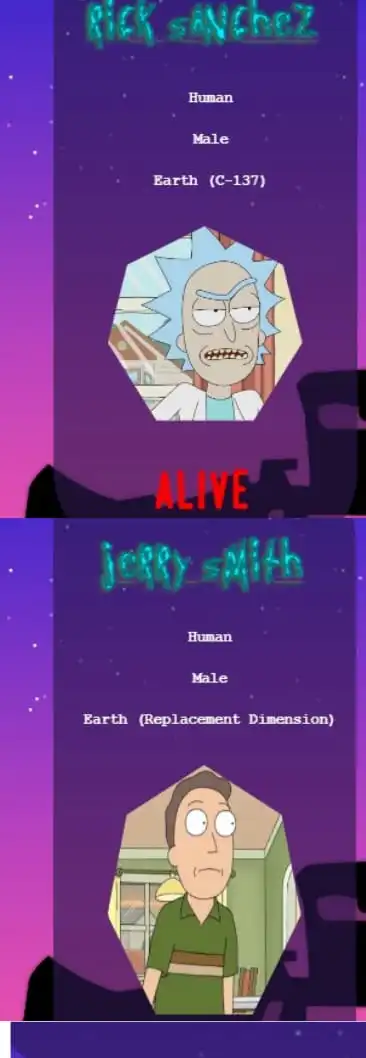 Rick Sanchez
Human
Male
Earth (C-137)
ALIVE
Jerry Smith
Human
Male
Earth (Replacement Dimension)